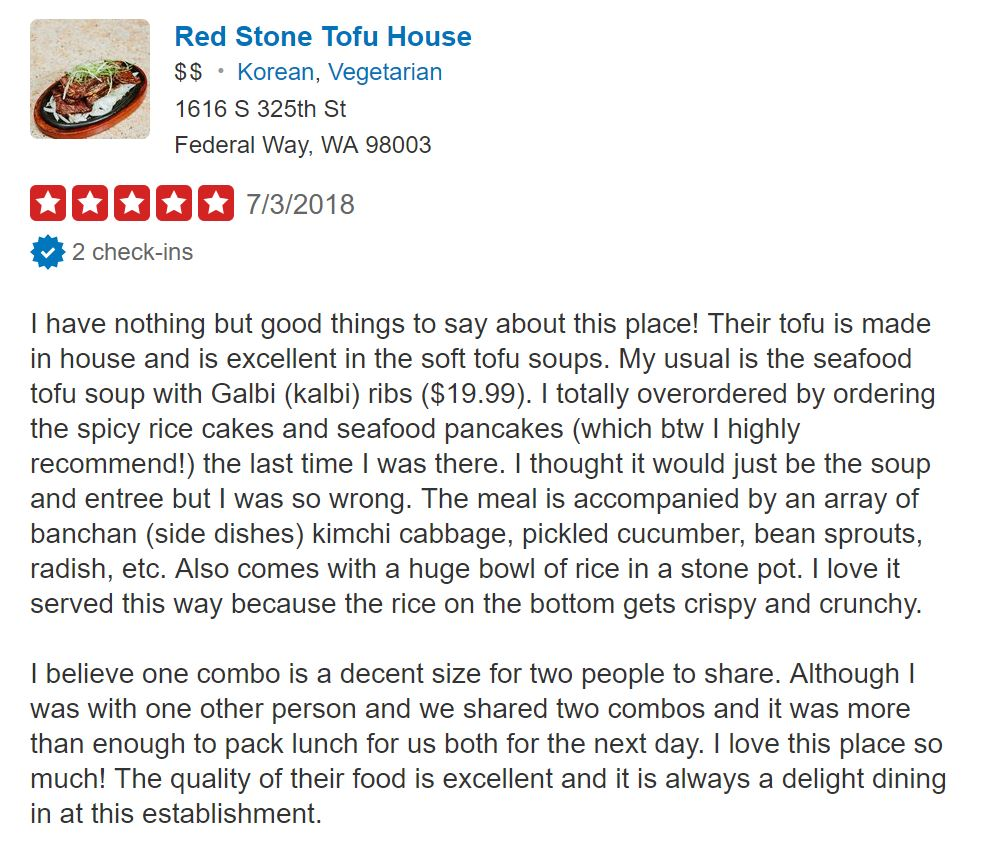 Red Stone Tofu House
$$ • Korean, Vegetarian
1616 S 325th St
Federal Way, WA 98003
7/3/2018
2 check-ins
I have nothing but good things to say about this place! Their tofu is made
in house and is excellent in the soft tofu soups. My usual is the seafood
tofu soup with Galbi (kalbi) ribs ($19.99). I totally overordered by ordering
the spicy rice cakes and seafood pancakes (which btw I highly
recommend!) the last time I was there. I thought it would just be the soup
and entree but I was so wrong. The meal is accompanied by an array of
banchan (side dishes) kimchi cabbage, pickled cucumber, bean sprouts,
radish, etc. Also comes with a huge bowl of rice in a stone pot. I love it
served this way because the rice on the bottom gets crispy and crunchy.
I believe one combo is a decent size for two people to share. Although I
was with one other person and we shared two combos and it was more
than enough to pack lunch for us both for the next day. I love this place so
much! The quality of their food is excellent and it is always a delight dining
in at this establishment.